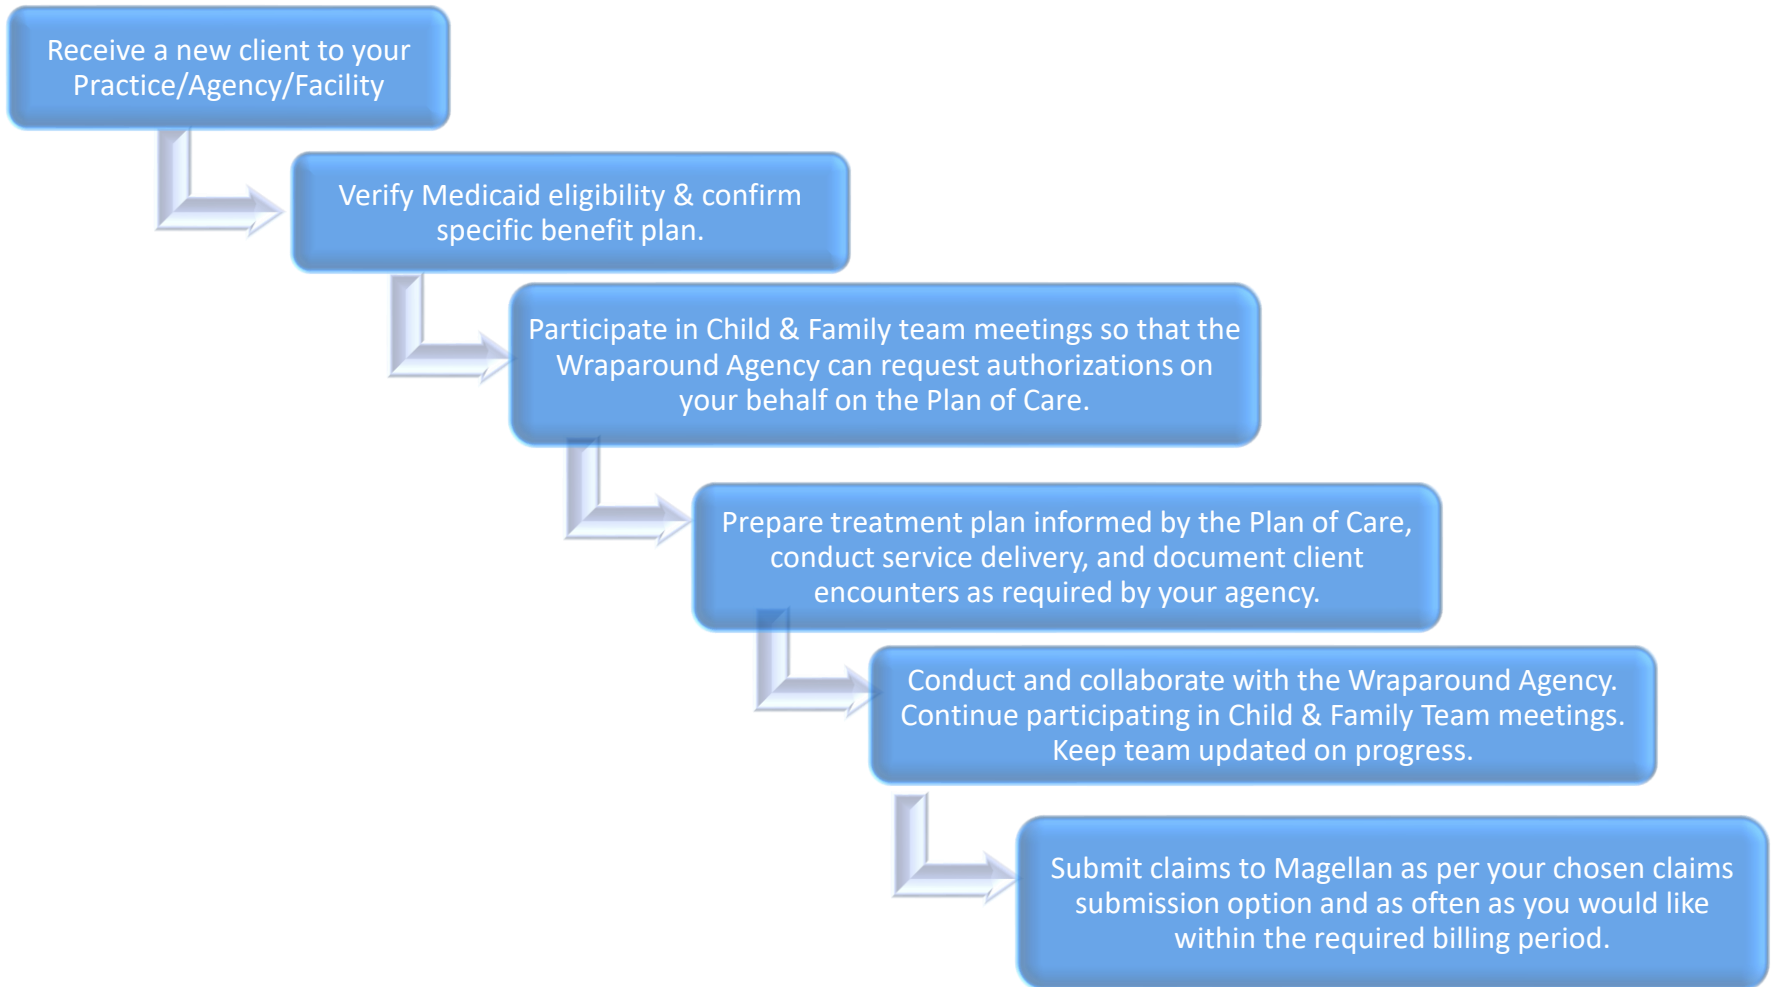 Receive a new client to your
Practice/Agency/Facility
Verify Medicaid eligibility & confirm
specific benefit plan.
Participate in Child & Family team meetings so that the
Wraparound Agency can request authorizations on
your behalf on the Plan of Care.
Prepare treatment plan informed by the Plan of Care,
conduct service delivery, and document client
encounters as required by your agency.
Conduct and collaborate with the Wraparound Agency.
Continue participating in Child & Family Team meetings.
Keep team updated on progress.
Submit claims to Magellan as per your chosen claims
submission option and as often as you would like
within the required billing period.